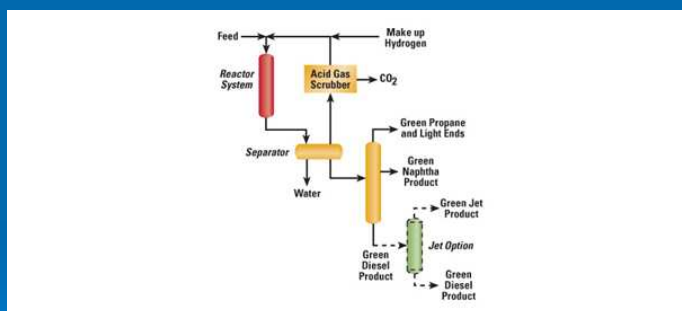 Feed
Make up
Hydrogen
Reactor
System
Acid Gas
Scrubber
CO2
Green Propane
and Light Ends
Separator
Green
Naphtha
Product
Water
Green Jet
Product
Jet Option
Green
Diesel
Product
Green
Diesel
Product